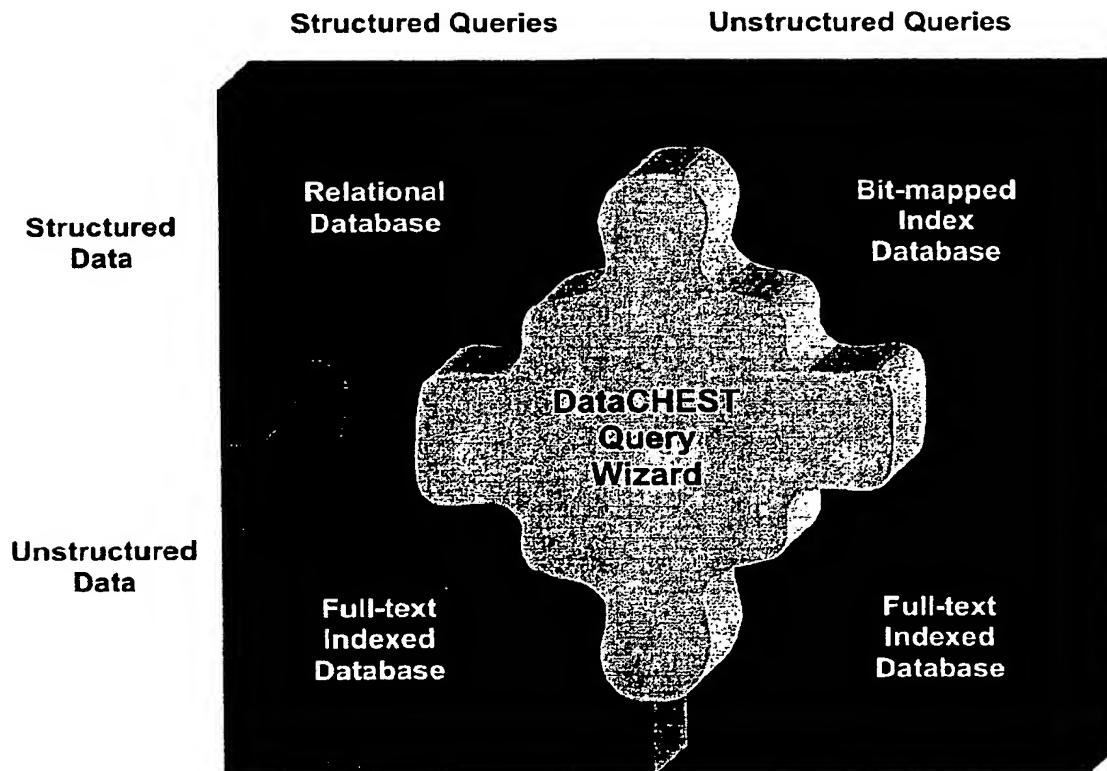 Structured Queries
Unstructured Queries
Structured
Data
Relational
Database
Bit-mapped
Index
Database
DataCHEST
Query
Wizard
Unstructured
Data
Full-text
Indexed
Database
Full-text
Indexed
Database